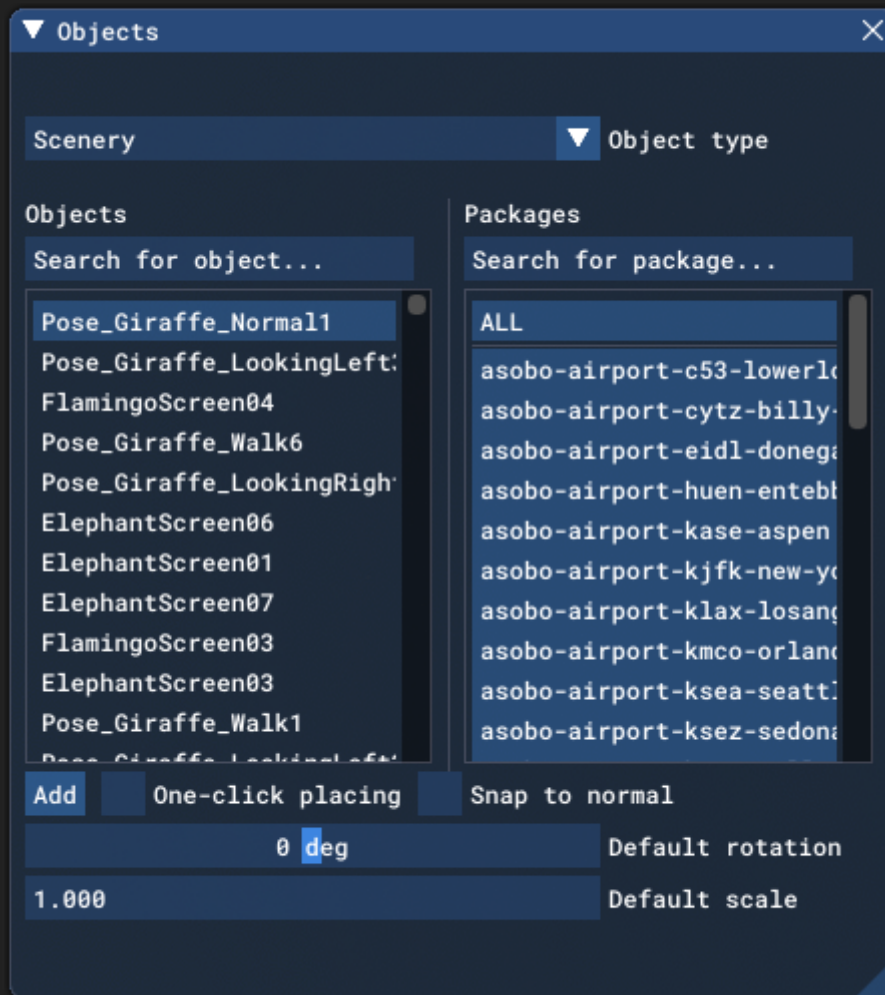 Objects
Scenery
Object type
Objects
Search for object...
Pose_Giraffe_Normal1
Pose_Giraffe_LookingLeft
FlamingoScreen04
Pose_Giraffe_Walk6
Pose_Giraffe_LookingRigh
ElephantScreen06
ElephantScreen01
ElephantScreen07
FlamingoScreen03
ElephantScreen03
Pose_Giraffe_Walk1
Packages
Search for package...
ALL
asobo-airport-c53-lowerl
asobo-airport-cytz-billy-
asobo-airport-eidl-doneg
asobo-airport-huen-enteb
asobo-airport-kase-aspen
asobo-airport-kjfk-new-y
asobo-airport-klax-losan
asobo-airport-kmco-orlan
asobo-airport-ksea-seatt
asobo-airport-ksez-sedon
Add
One-click placing
Snap to normal
0 deg
Default rotation
1.000
Default scale